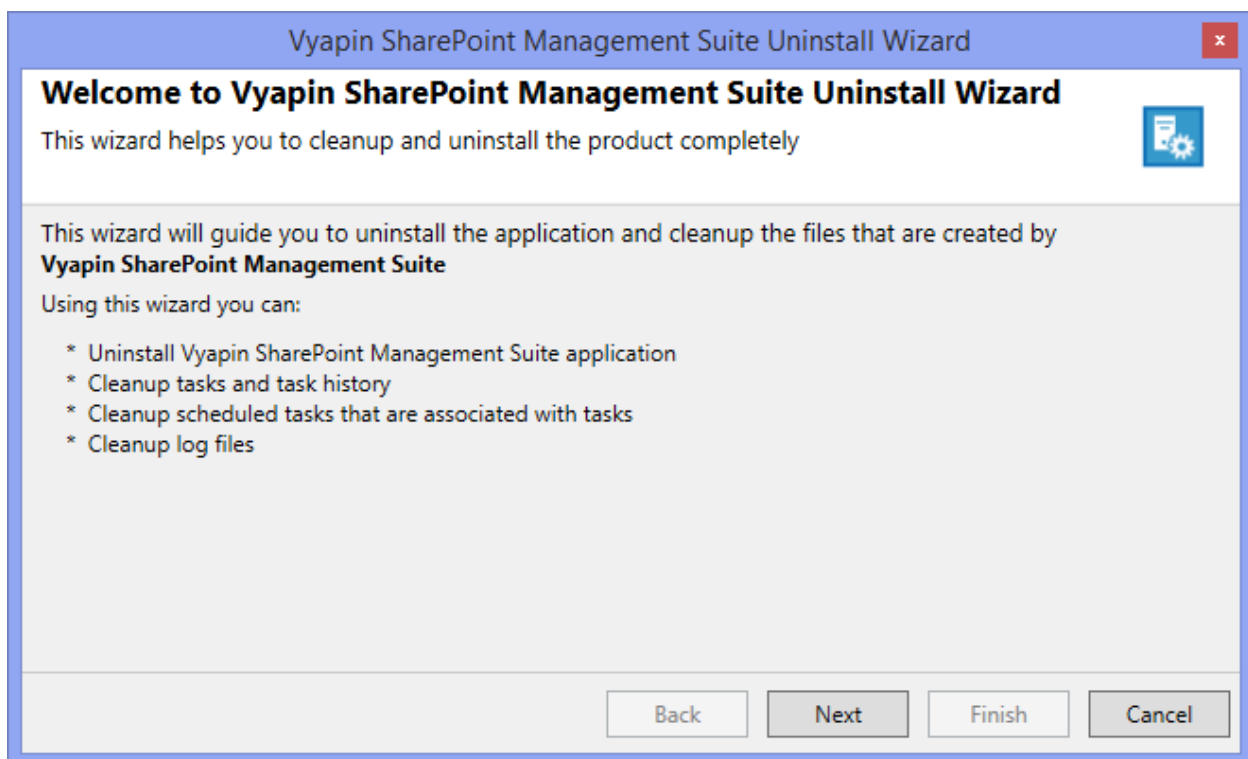 Vyapin SharePoint Management Suite Uninstall Wizard
x
Welcome to Vyapin SharePoint Management Suite Uninstall Wizard
This wizard helps you to cleanup and uninstall the product completely
This wizard will guide you to uninstall the application and cleanup the files that are created by
Vyapin SharePoint Management Suite
Using this wizard you can:
* Uninstall Vyapin SharePoint Management Suite application
* Cleanup tasks and task history
* Cleanup scheduled tasks that are associated with tasks
* Cleanup log files
Back Next Finish Cancel